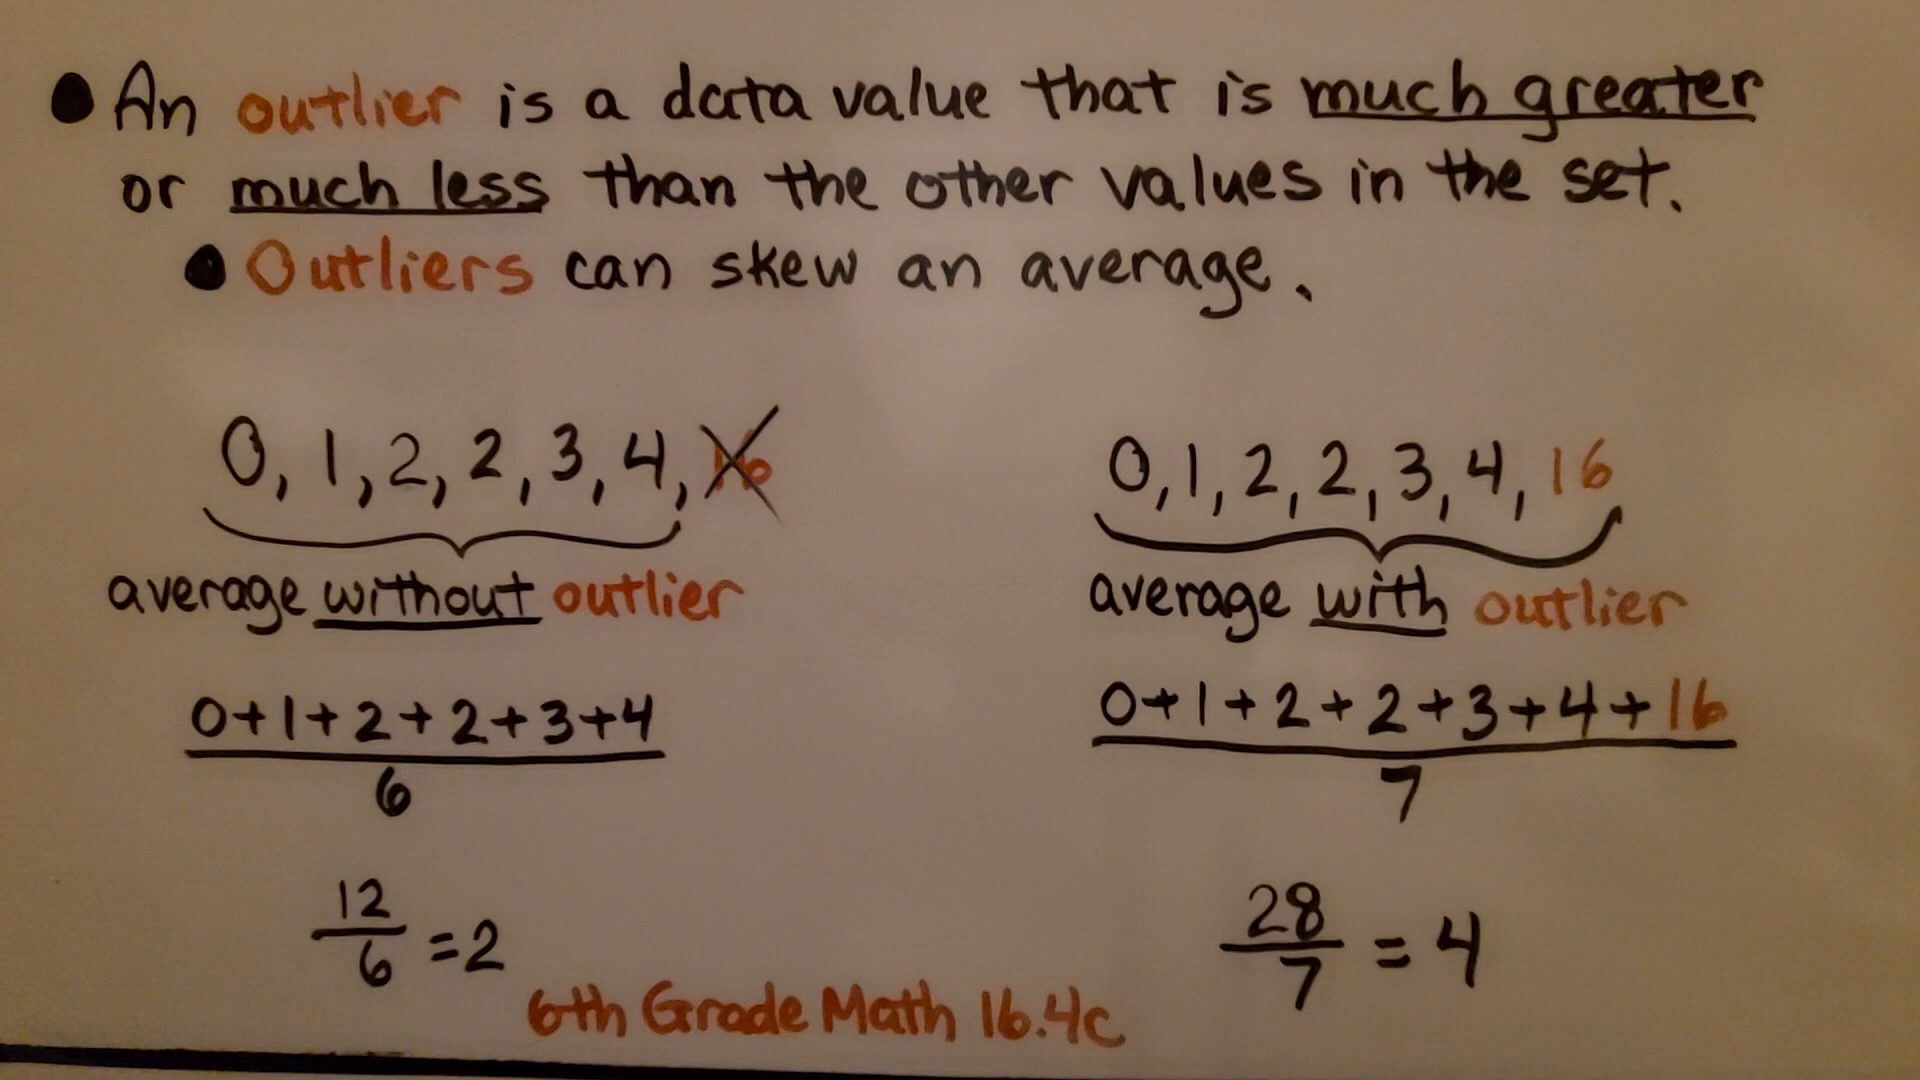 ● An outlier is a data value that is much greater
or much less than the other values in the set.
● Outliers can skew an average.
0, 1, 2, 2, 3, 4, 16
average without outlier
0+1+2+2+3+4
6
12
6
=2
0, 1, 2, 2, 3, 4, 16
average with outlier
0+1+2+2+3+4+16
7
28
7
= 4
6th Grade Math 16.4c